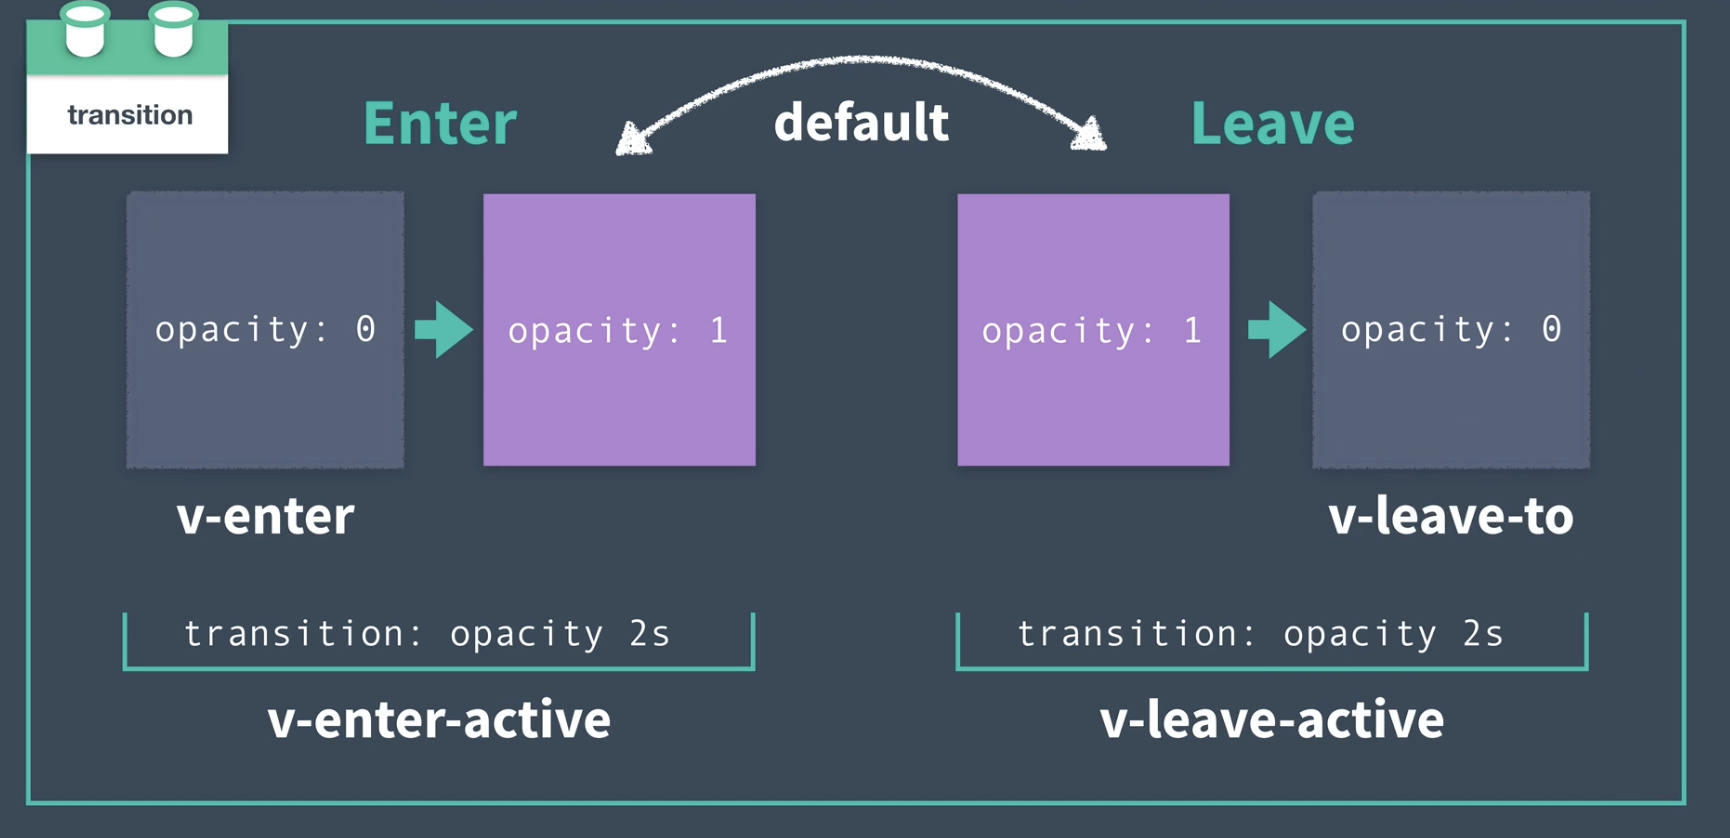 transition
Enter
default
Leave
opacity: 0
opacity: 1
opacity: 1
opacity: 0
v-enter
v-leave-to
transition: opacity 2s
transition: opacity 2s
v-enter-active
v-leave-active